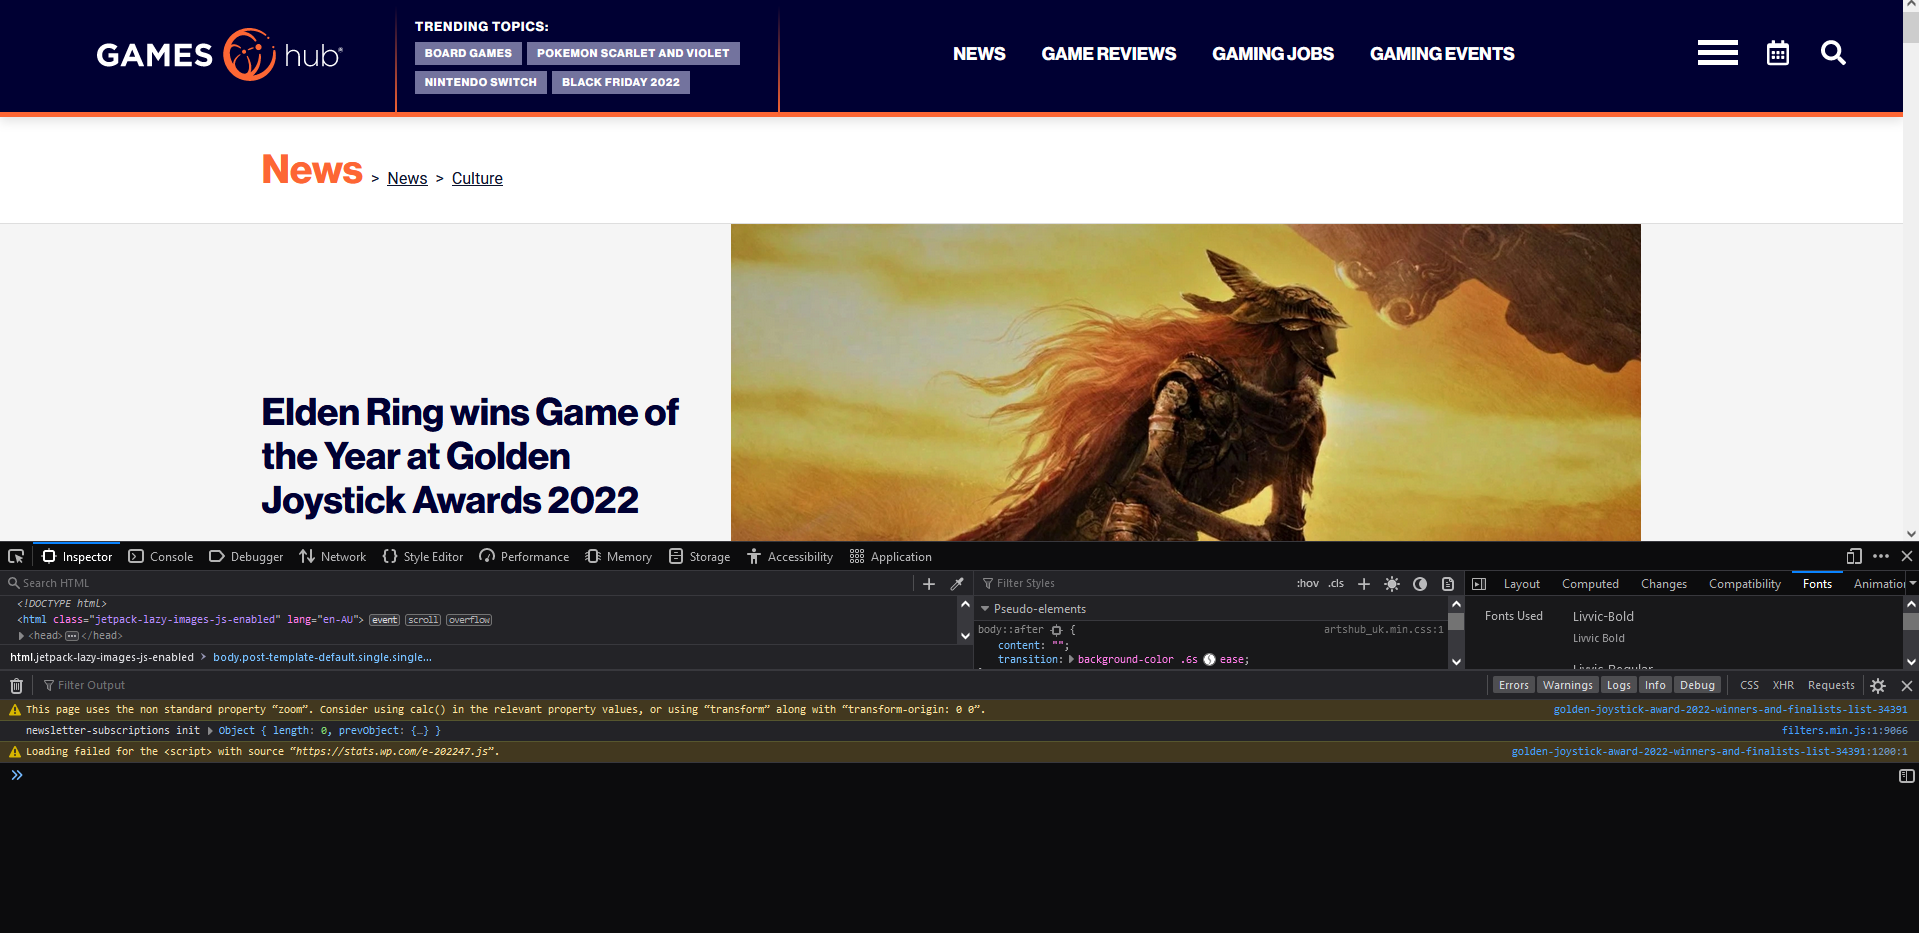 GAMES hub®
TRENDING TOPICS:
BOARD GAMES POKEMON SCARLET AND VIOLET
NINTENDO SWITCH BLACK FRIDAY 2022
NEWS GAME REVIEWS GAMING JOBS GAMING EVENTS
News > News > Culture
Elden Ring wins Game of
the Year at Golden
Joystick Awards 2022
Inspector Console Debugger Network Style Editor Performance Memory Storage Accessibility Application
Search HTML
<!DOCTYPE html>
<html class="jetpack-lazy-images-js-enabled" lang="en-AU"> event scroll overflow
<head> ••• </head>
html.jetpack-lazy-images-js-enabled > body.post-template-default.single.single…
Filter Styles :hov .cls
Pseudo-elements
body::after { artshub_uk.min.css:1
content: "";
transition: background-color .6s ease;
Layout Computed Changes Compatibility Fonts Animatio
Fonts Used Livvic-Bold
Livvic Bold
Livvic-Regular
Filter Output Errors Warnings Logs Info Debug CSS XHR Requests
This page uses the non standard property “zoom”. Consider using calc() in the relevant property values, or using “transform” along with “transform-origin: 0 0”. golden-joystick-award-2022-winners-and-finalists-list-34391
newsletter-subscriptions init Object { length: 0, prevObject: {…} } filters.min.js:1:9066
Loading failed for the <script> with source “https://stats.wp.com/e-202247.js”. golden-joystick-award-2022-winners-and-finalists-list-34391:1200:1